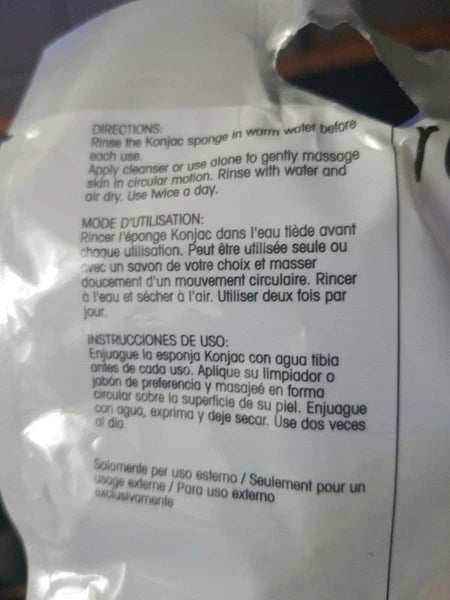 DIRECTIONS:
Rinse the Konjac sponge in warm water before
each use.
Apply cleanser or use alone to gently massage
skin in circular motion. Rinse with water and
air dry. Use twice a day.
MODE D'UTILISATION:
Rincer l'éponge Konjac dans l'eau tiède avant
chaque utilisation. Peut être utilisée seule ou
avec un savon de votre choix et masser
doucement d'un mouvement circulaire. Rincer
à l'eau et sécher à l'air. Utiliser deux fois par
jour.
INSTRUCCIONES DE USO:
Enjuague la esponja Konjac con agua tibia
antes de cada uso. Aplique su limpiador o
jabón de preferencia y masajeé en forma
circular sobre la superficie de su piel. Enjuague
con agua, exprima y deje secar. Use dos veces
al dia.
Solamente per uso esterno / Seulement pour un
usage externe / Para uso externo
exclusivamente